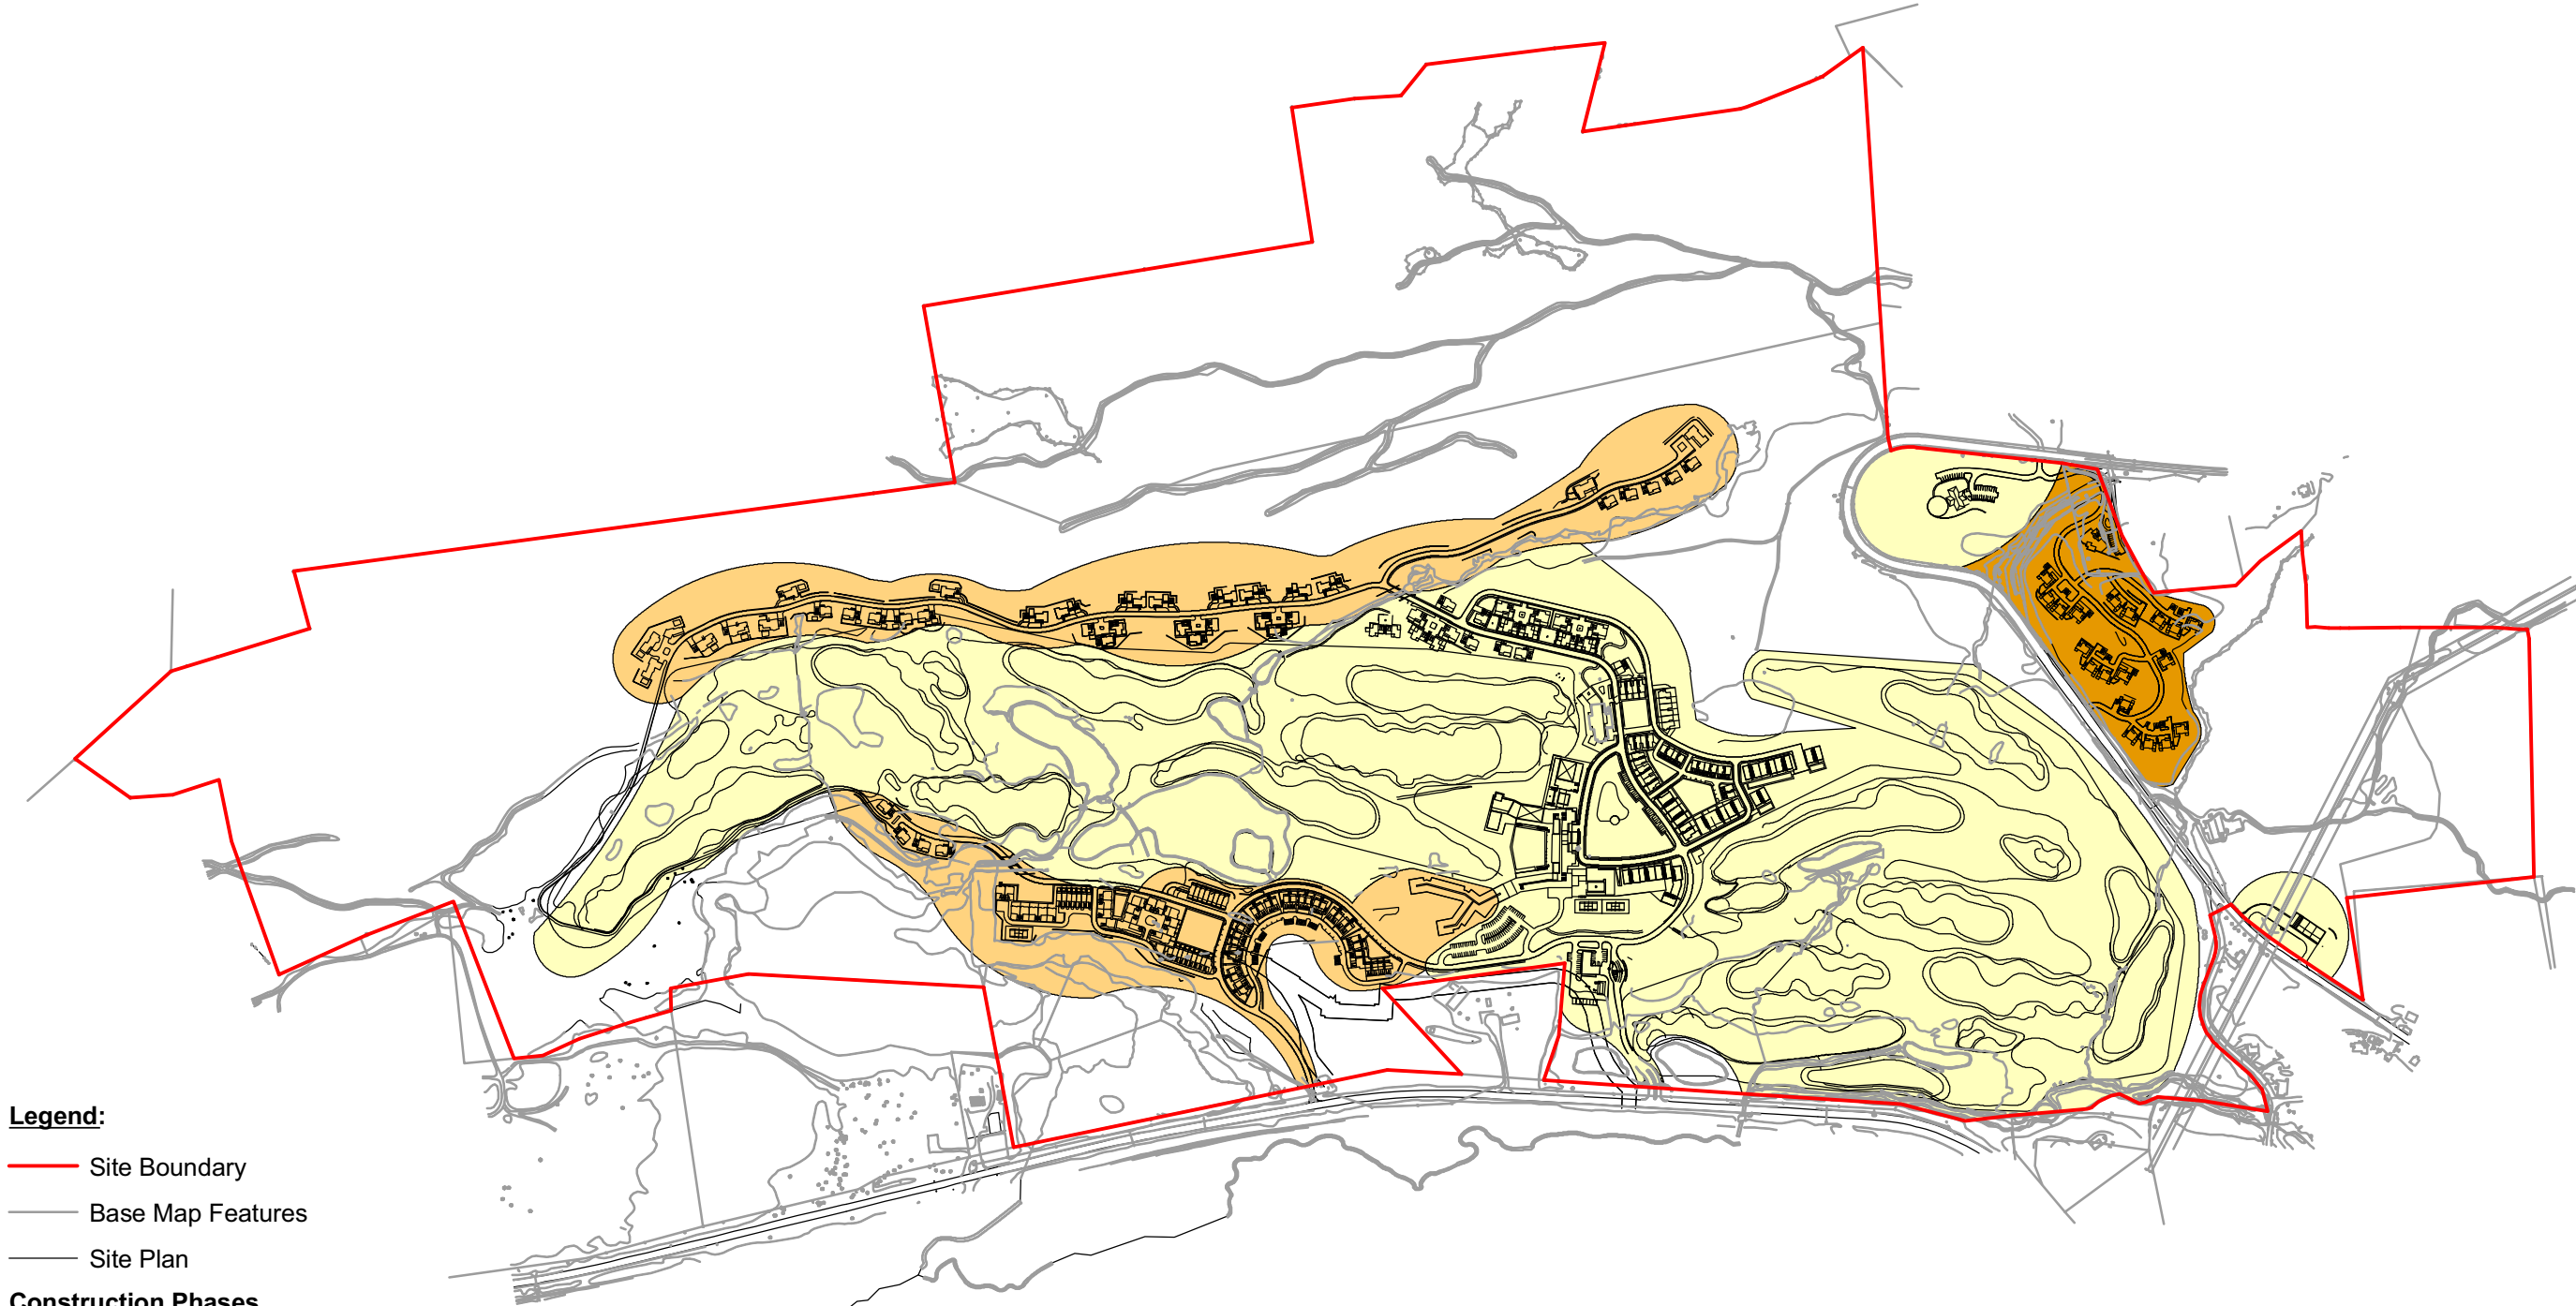 Legend:
Site Boundary
Base Map Features
Site Plan
Construction Phases